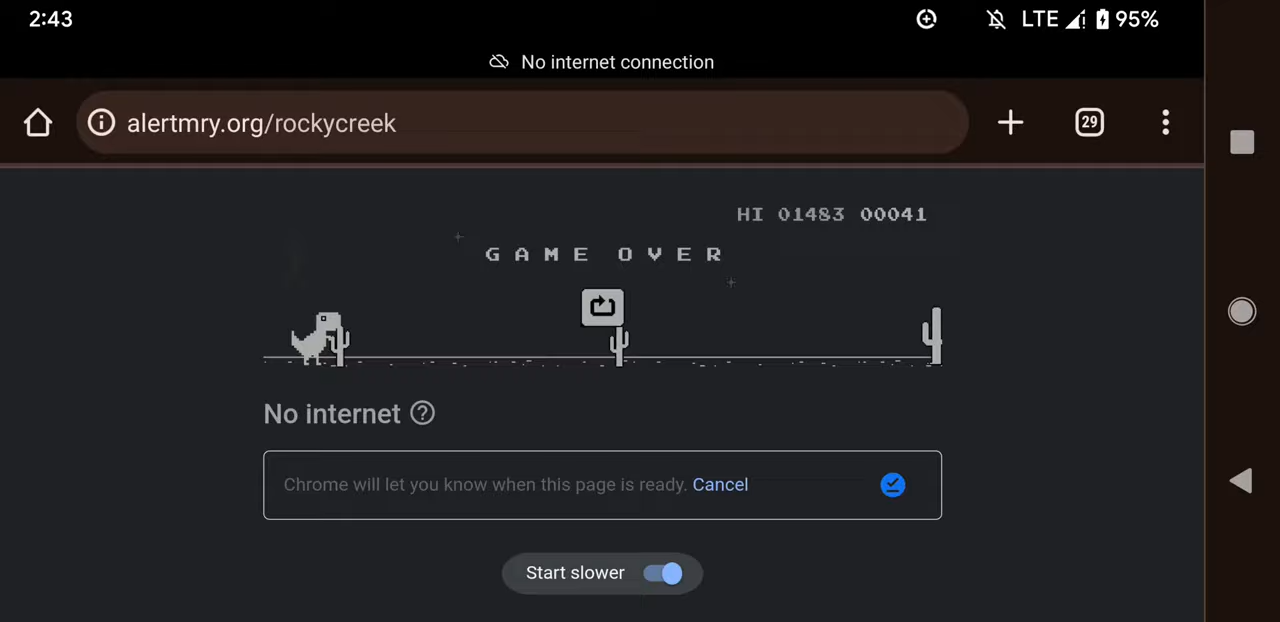 2:43
LTE 95%
No internet connection
alertmry.org/rockycreek
29
HI 01483 00041
GAME OVER
No internet
Chrome will let you know when this page is ready. Cancel
Start slower